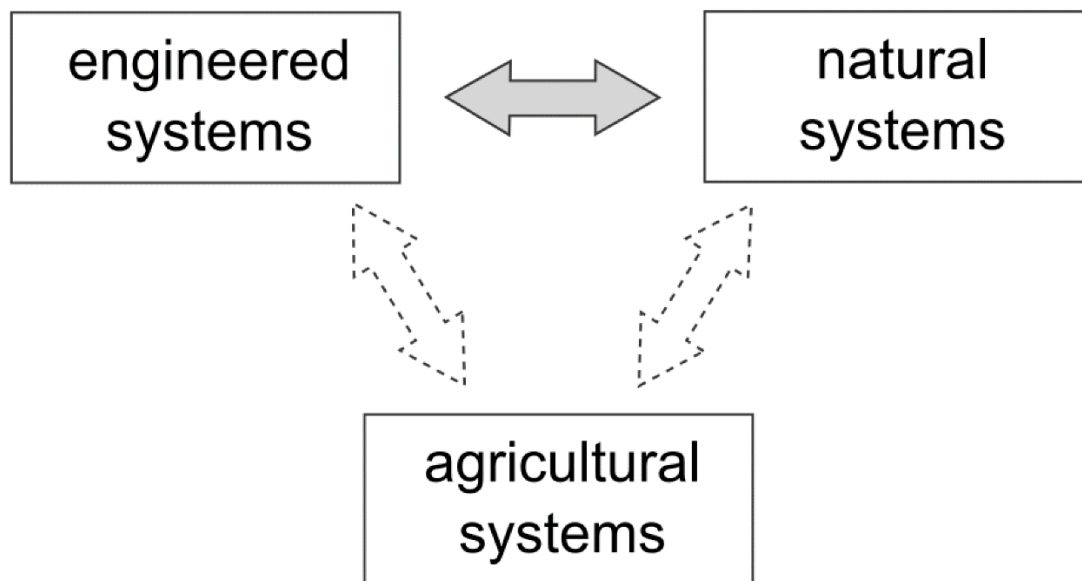 engineered
systems
natural
systems
agricultural
systems